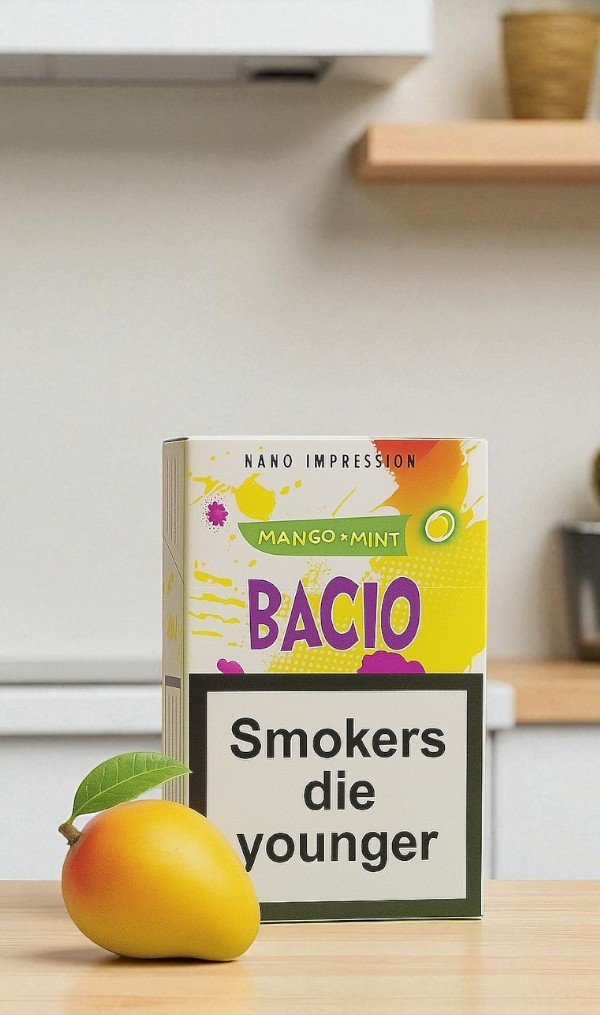 NANO IMPRESSION
MANGO * MINT
BACIO
Smokers
die
younger